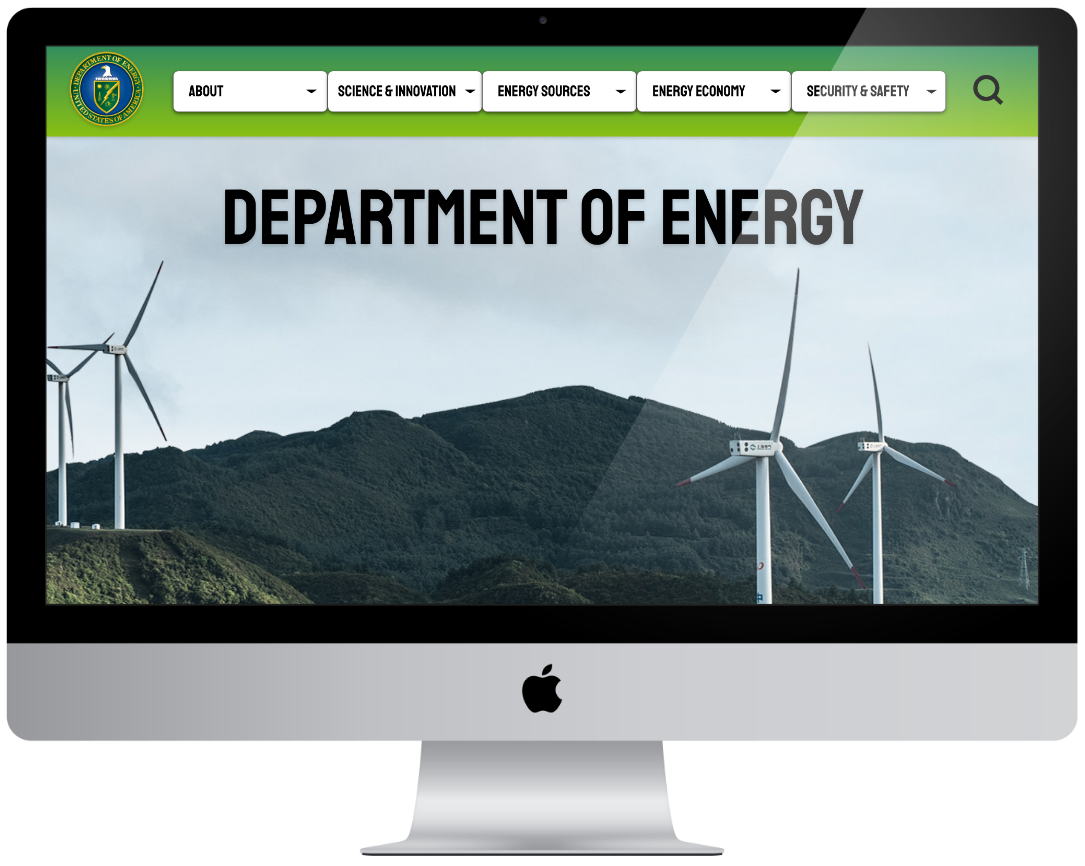 DEPARTMENT OF ENERGY
UNITED STATES OF AMERICA
ABOUT
SCIENCE & INNOVATION
ENERGY SOURCES
ENERGY ECONOMY
SECURITY & SAFETY
DEPARTMENT OF ENERGY